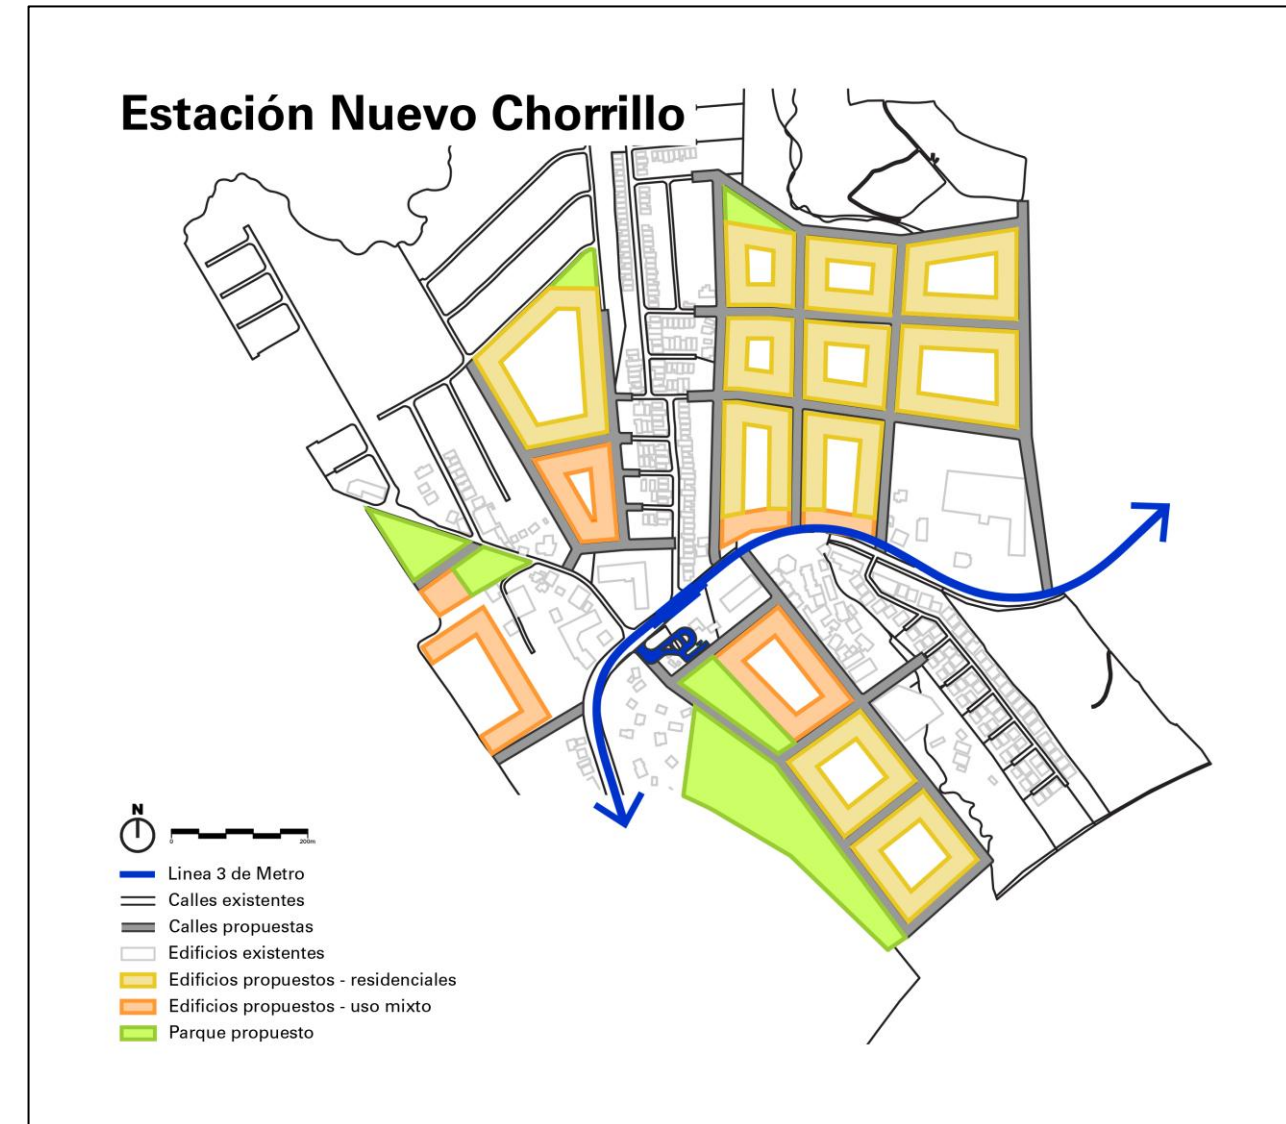 Estación Nuevo Chorrillo
N
0 200m
Linea 3 de Metro
Calles existentes
Calles propuestas
Edificios existentes
Edificios propuestos - residenciales
Edificios propuestos - uso mixto
Parque propuesto